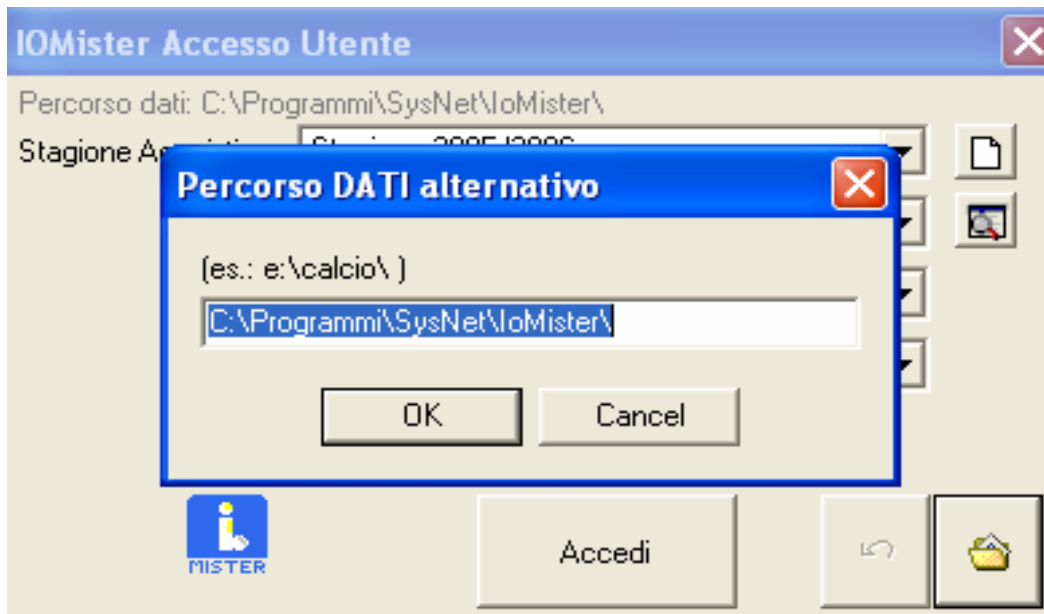 IOMister Accesso Utente
Percorso dati: C:\Programmi\SysNet\IoMister\
Stagione
Percorso DATI alternativo
(es.: e:\calcio\ )
C:\Programmi\SysNet\IoMister\
OK
Cancel
MISTER
Accedi